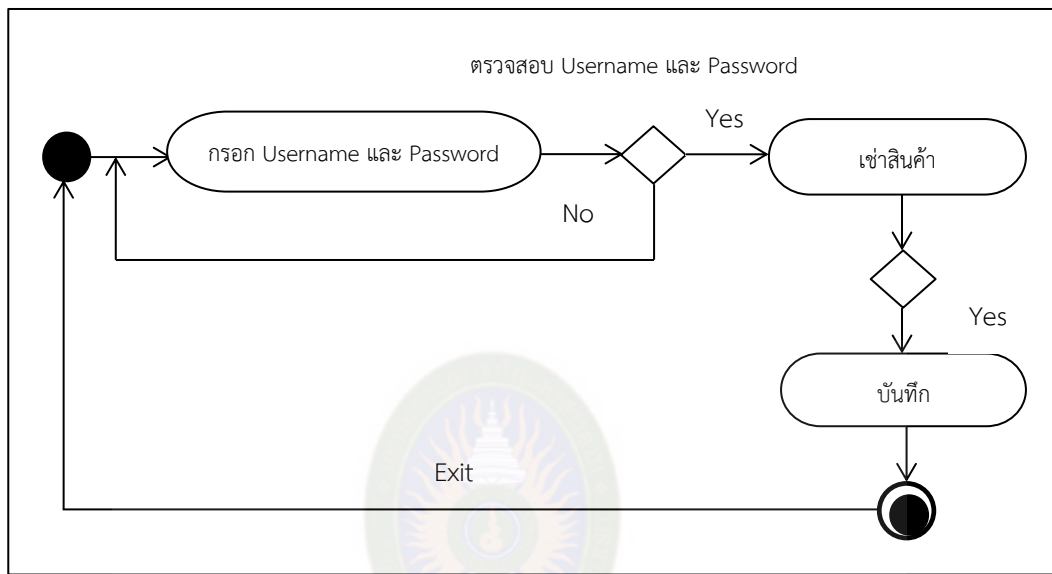 ตรวจสอบ Username และ Password
กรอก Username และ Password
Yes
เช่าสินค้า
No
Yes
บันทึก
Exit